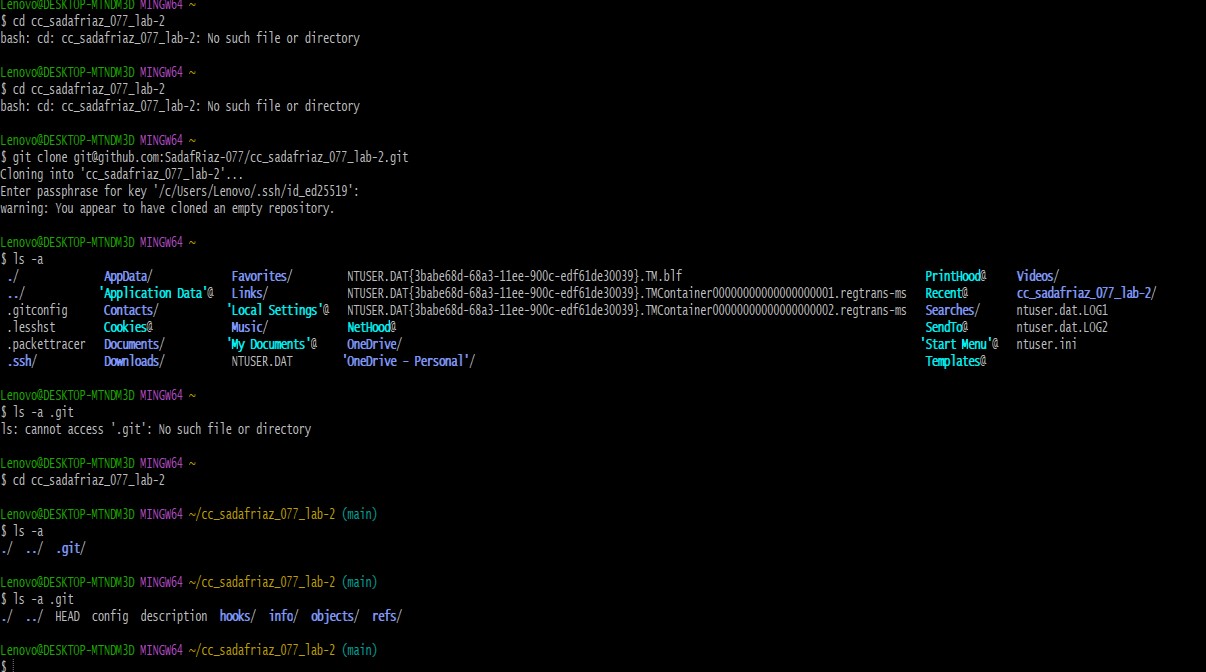 Lenovo@DESKTOP-MTNDM3D MINGW64 ~
$ cd cc_sadafriaz_077_lab-2
bash: cd: cc_sadafriaz_077_lab-2: No such file or directory
Lenovo@DESKTOP-MTNDM3D MINGW64 ~
$ cd cc_sadafriaz_077_lab-2
bash: cd: cc_sadafriaz_077_lab-2: No such file or directory
Lenovo@DESKTOP-MTNDM3D MINGW64 ~
$ git clone git@github.com:SadafRiaz-077/cc_sadafriaz_077_lab-2.git
Cloning into 'cc_sadafriaz_077_lab-2'...
Enter passphrase for key '/c/Users/Lenovo/.ssh/id_ed25519':
warning: You appear to have cloned an empty repository.
Lenovo@DESKTOP-MTNDM3D MINGW64 ~
$ ls -a
./ AppData/ Favorites/ NTUSER.DAT{3babe68d-68a3-11ee-900c-edf61de30039}.TM.blf PrintHood@ Videos/
../ 'Application Data'@ Links/ NTUSER.DAT{3babe68d-68a3-11ee-900c-edf61de30039}.TMContainer00000000000000000001.regtrans-ms Recent@ cc_sadafriaz_077_lab-2/
.gitconfig Contacts/ 'Local Settings'@ NTUSER.DAT{3babe68d-68a3-11ee-900c-edf61de30039}.TMContainer00000000000000000002.regtrans-ms Searches/ ntuser.dat.LOG1
.lesshst Cookies@ Music/ NetHood@ SendTo@ ntuser.dat.LOG2
.packettracer Documents/ 'My Documents'@ OneDrive/ 'Start Menu'@ ntuser.ini
.ssh/ Downloads/ NTUSER.DAT 'OneDrive - Personal'/ Templates@
Lenovo@DESKTOP-MTNDM3D MINGW64 ~
$ ls -a .git
ls: cannot access '.git': No such file or directory
Lenovo@DESKTOP-MTNDM3D MINGW64 ~
$ cd cc_sadafriaz_077_lab-2
Lenovo@DESKTOP-MTNDM3D MINGW64 ~/cc_sadafriaz_077_lab-2 (main)
$ ls -a
./ ../ .git/
Lenovo@DESKTOP-MTNDM3D MINGW64 ~/cc_sadafriaz_077_lab-2 (main)
$ ls -a .git
./ ../ HEAD config description hooks/ info/ objects/ refs/
Lenovo@DESKTOP-MTNDM3D MINGW64 ~/cc_sadafriaz_077_lab-2 (main)
$